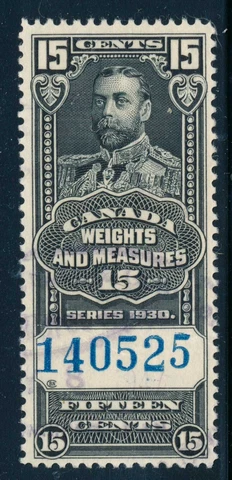 15 CENTS 15
CANADA
WEIGHTS
AND MEASURES
15
SERIES 1930.
140525
FIFTEEN
15 CENTS 15